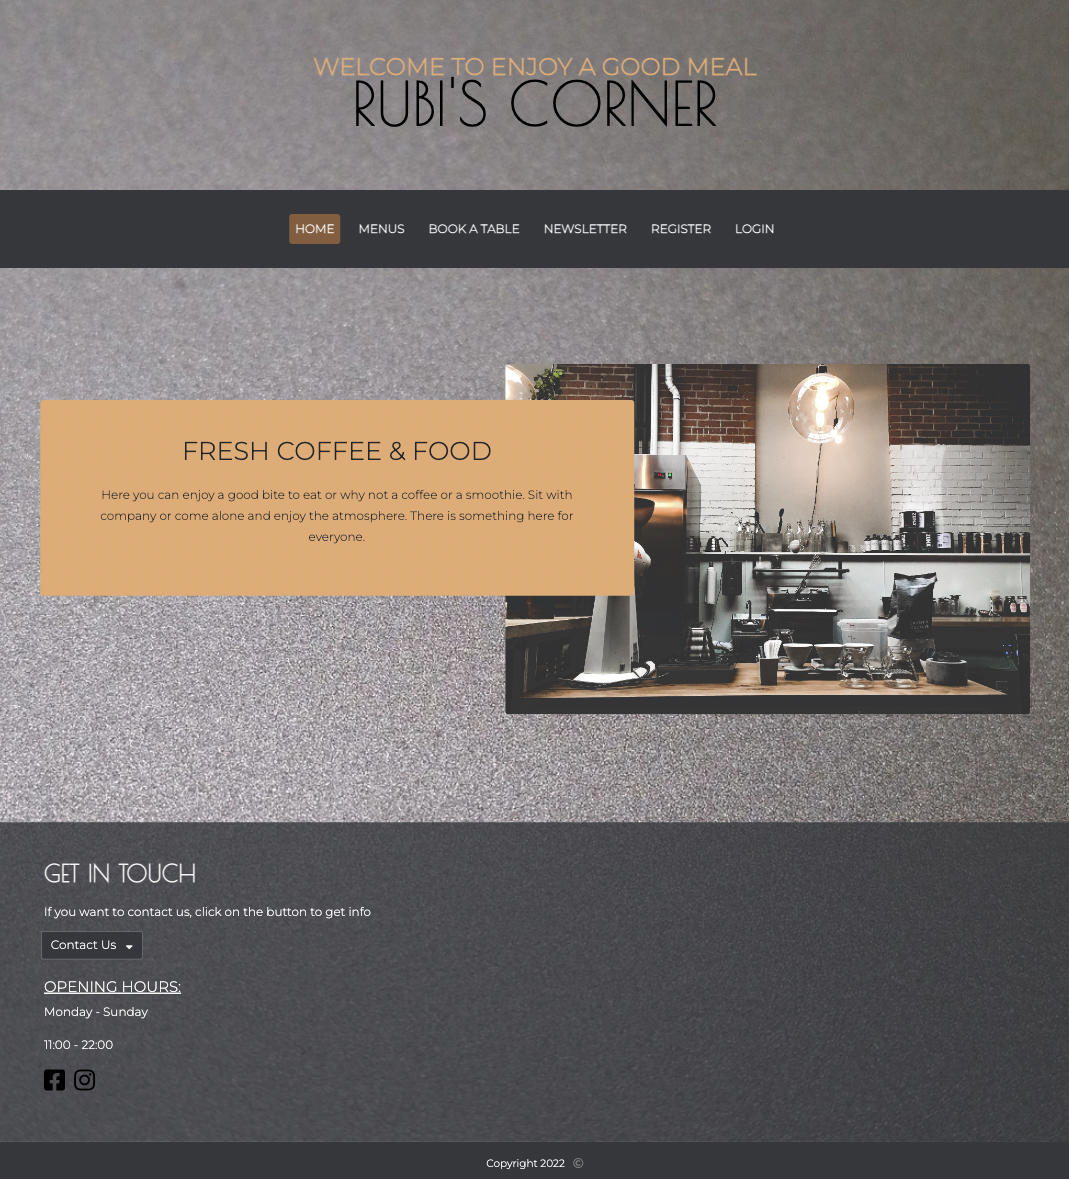 WELCOME TO ENJOY A GOOD MEAL
RUBI'S CORNER
HOME MENUS BOOK A TABLE NEWSLETTER REGISTER LOGIN
FRESH COFFEE & FOOD
Here you can enjoy a good bite to eat or why not a coffee or a smoothie. Sit with
company or come alone and enjoy the atmosphere. There is something here for
everyone.
GET IN TOUCH
If you want to contact us, click on the button to get info
Contact Us
OPENING HOURS:
Monday - Sunday
11:00 - 22:00
Copyright 2022 ©